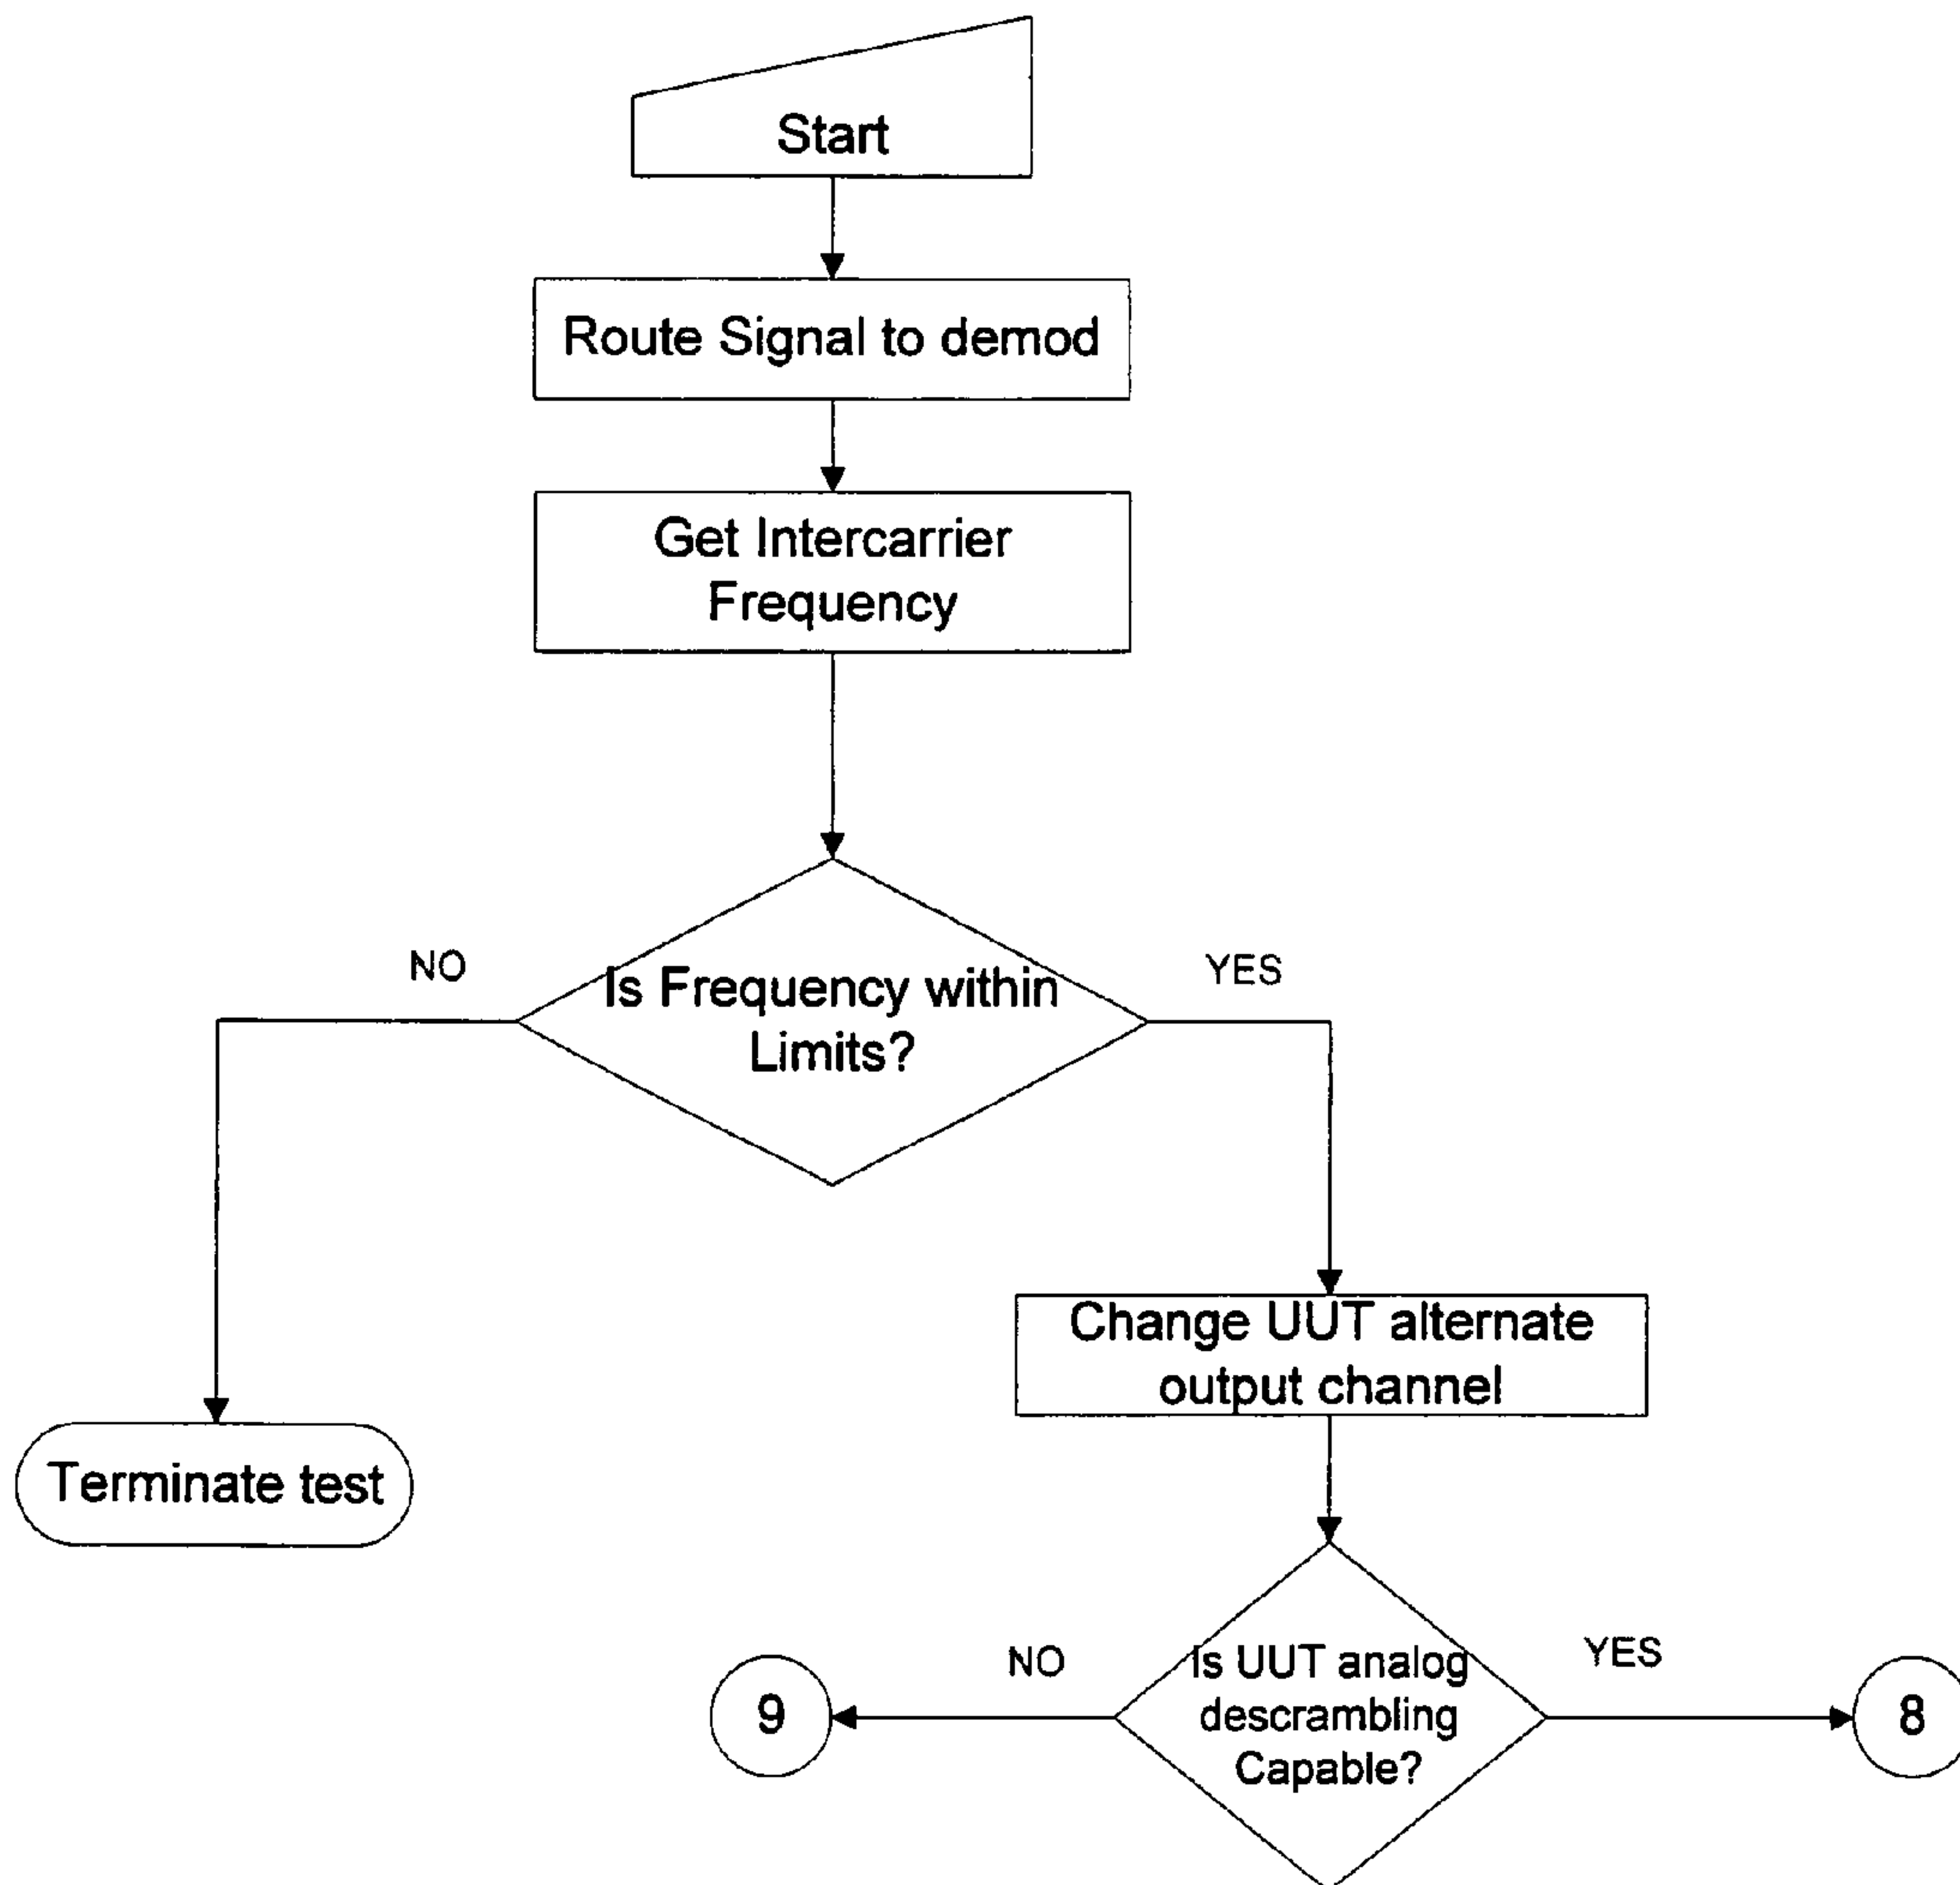 Start
Route Signal to demod
Get Intercarrier
Frequency
NO
YES
Is Frequency within
Limits?
Change UUT alternate
output channel
Terminate test
NO
YES
Is UUT analog
descrambling
Capable?
9
8